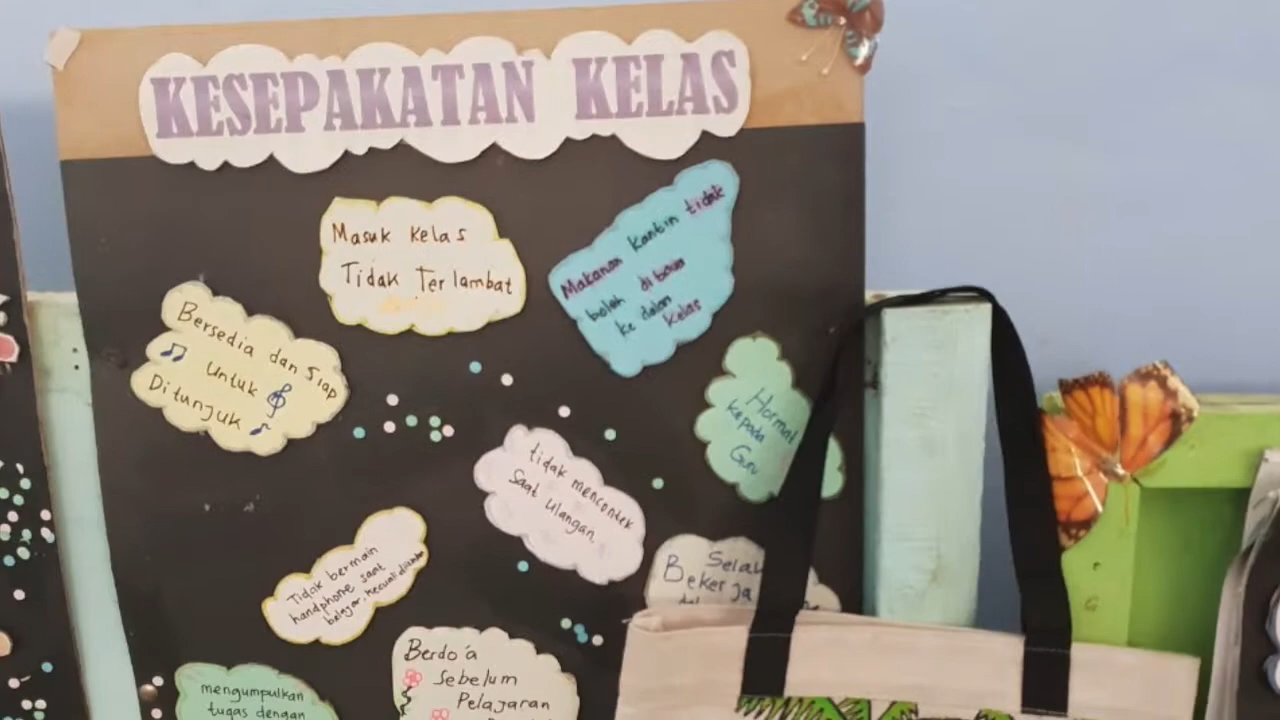 KESEPAKATAN KELAS
Masuk Kelas
Tidak Terlambat
Makanan Kantin tidak
boleh di bawa
ke dalam
Kelas
Bersedia dan Siap
Untuk
Ditunjuk
Hormat
kepada
Guru
tidak mencontek
Saat Ulangan.
Tidak bermain
handphone saat
belajar, kecuali
Bekerja
Berdo'a
Sebelum
Pelajaran
mengumpulkan
tugas dengan